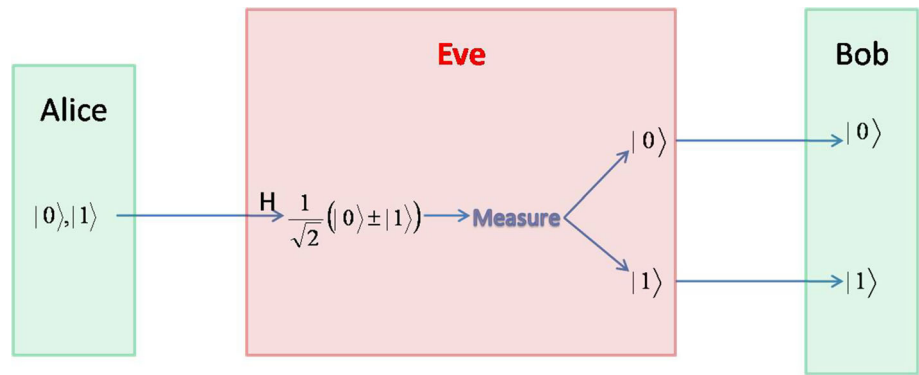 Alice
|0⟩,|1⟩
Eve
H
1/√2 (|0⟩±|1⟩)
Measure
|0⟩
|1⟩
Bob
|0⟩
|1⟩